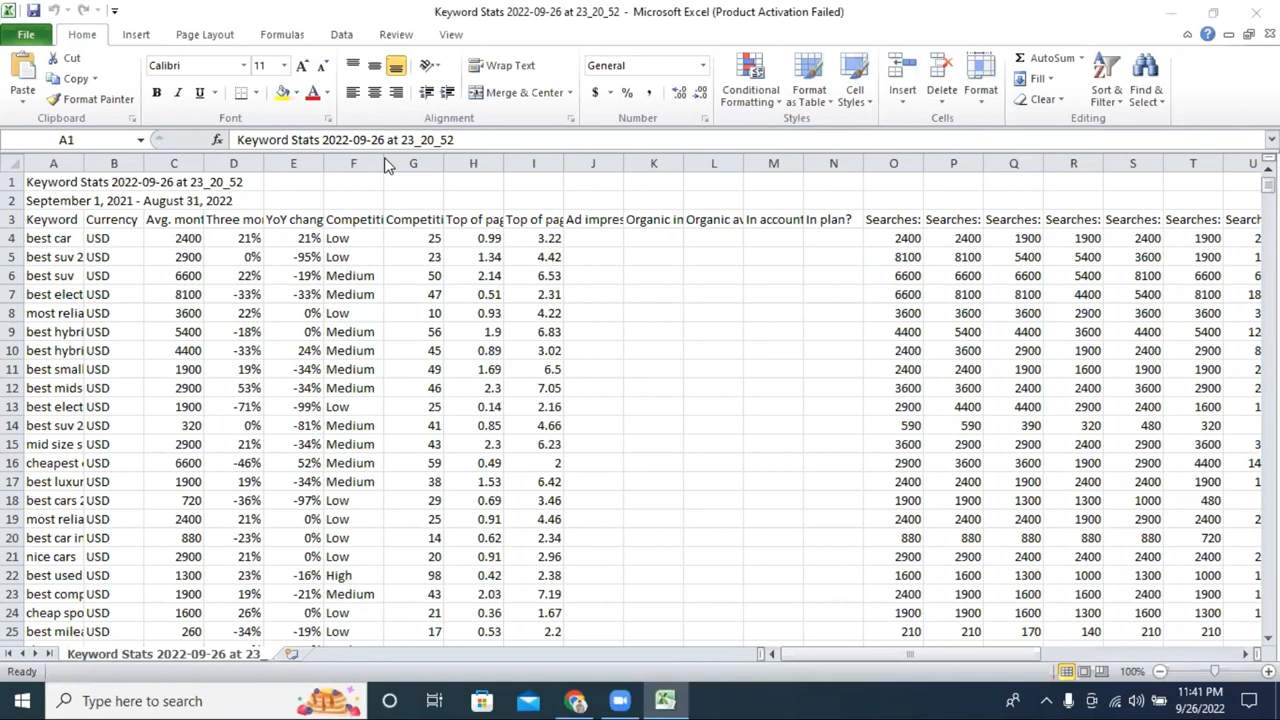 Keyword Stats 2022-09-26 at 23_20_52 - Microsoft Excel (Product Activation Failed)
File Home Insert Page Layout Formulas Data Review View
Cut
Copy
Format Painter
Paste
Clipboard
Calibri 11
B I U
Font
Wrap Text
Merge & Center
Alignment
General
$ % ,
Number
Conditional Formatting
Format as Table
Cell Styles
Styles
Insert Delete Format
Cells
Σ AutoSum
Fill
Clear
Sort & Filter
Find & Select
Editing
A1 fx Keyword Stats 2022-09-26 at 23_20_52
A B C D E F G H I J K L M N O P Q R S T U
1 Keyword Stats 2022-09-26 at 23_20_52
2 September 1, 2021 - August 31, 2022
3 Keyword Currency Avg. mont Three mo YoY chang Competiti Competiti Top of pag Top of pag Ad impres Organic in Organic av In account In plan? Searches: Searches: Searches: Searches: Searches: Searches: Search
4 best car USD 2400 21% 21% Low 25 0.99 3.22 2400 2400 1900 1900 2400 1900 2
5 best suv 2 USD 2900 0% -95% Low 23 1.34 4.42 8100 8100 5400 5400 3600 1900 1
6 best suv USD 6600 22% -19% Medium 50 2.14 6.53 6600 6600 6600 5400 8100 6600 6
7 best elect USD 8100 -33% -33% Medium 47 0.51 2.31 6600 8100 8100 4400 5400 8100 18
8 most relia USD 3600 22% 0% Low 10 0.93 4.22 3600 3600 3600 2900 3600 3600 3
9 best hybri USD 5400 -18% 0% Medium 56 1.9 6.83 4400 5400 4400 4400 4400 5400 12
10 best hybri USD 4400 -33% 24% Medium 45 0.89 3.02 2400 3600 2900 1900 2400 2900 8
11 best small USD 1900 19% -34% Medium 49 1.69 6.5 2400 2400 1900 1600 1900 1900 1
12 best mids USD 2900 53% -34% Medium 46 2.3 7.05 3600 3600 2400 2400 3600 2900 2
13 best elect USD 1900 -71% -99% Low 25 0.14 2.16 2900 4400 4400 2900 2400 1600 1
14 best suv 2 USD 320 0% -81% Medium 41 0.85 4.66 590 590 390 320 480 320
15 mid size s USD 2900 21% -34% Medium 43 2.3 6.23 3600 2900 2400 2400 2900 3600 3
16 cheapest USD 6600 -46% 52% Medium 59 0.49 2 2900 3600 3600 1900 2900 4400 14
17 best luxur USD 1900 19% -34% Medium 38 1.53 6.42 2400 2400 2400 1900 2400 1900 1
18 best cars 2 USD 720 -36% -97% Low 29 0.69 3.46 1900 1900 1300 1300 1000 480
19 most relia USD 2400 21% 0% Low 25 0.91 4.46 2400 2400 2400 1900 2900 2400 2
20 best car in USD 880 -23% 0% Low 14 0.62 2.34 880 880 880 880 880 720
21 nice cars USD 2900 21% 0% Low 20 0.91 2.96 2900 2900 2400 2400 2400 2400 2
22 best used USD 1300 23% -16% High 98 0.42 2.38 1600 1600 1300 1000 1300 1000 1
23 best comp USD 1900 19% -21% Medium 43 2.03 7.19 2400 2400 1900 1600 1900 1600 1
24 cheap spo USD 1600 26% 0% Low 21 0.36 1.67 1900 1900 1600 1300 1600 1300 1
25 best milea USD 260 -34% -19% Low 17 0.53 2.2 210 210 170 140 210 210
Keyword Stats 2022-09-26 at 23_
Ready 100%
Type here to search
11:41 PM
9/26/2022